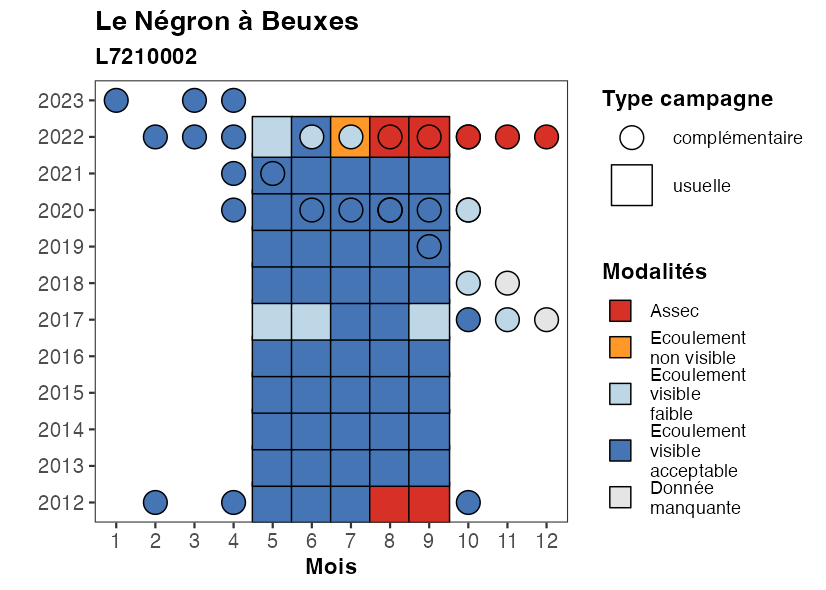 Le Négron à Beuxes
L7210002
2023
2022
2021
2020
2019
2018
2017
2016
2015
2014
2013
2012
1 2 3 4 5 6 7 8 9 10 11 12
Mois
Type campagne
complémentaire
usuelle
Modalités
Assec
Ecoulement
non visible
Ecoulement
visible
faible
Ecoulement
visible
acceptable
Donnée
manquante